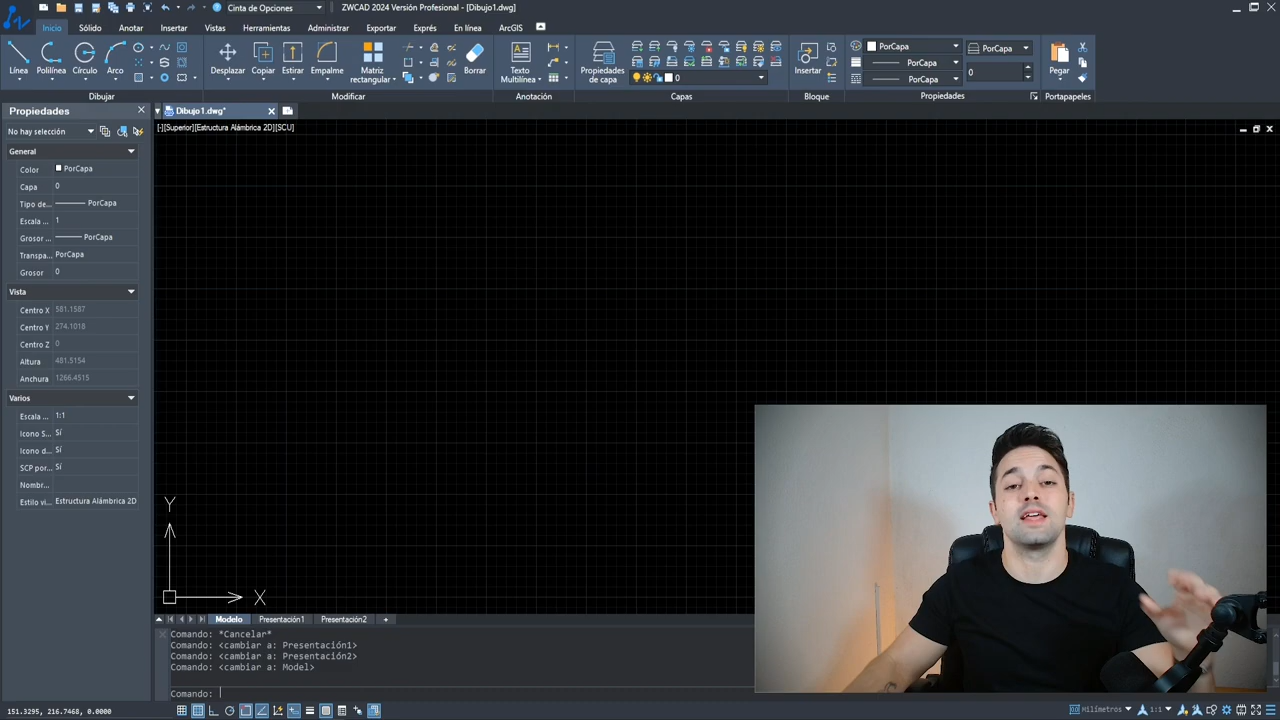 Cinta de Opciones
ZWCAD 2024 Versión Profesional - [Dibujo1.dwg]
Inicio
Sólido
Anotar
Insertar
Vistas
Herramientas
Administrar
Exportar
Exprés
En línea
ArcGIS
Línea
Polilínea
Círculo
Arco
Desplazar
Copiar
Estirar
Empalme
Matriz
rectangular
Borrar
Texto
Multilínea
Propiedades
de capa
0
Insertar
PorCapa
PorCapa
PorCapa
PorCapa
0
Pegar
Dibujar
Modificar
Anotación
Capas
Bloque
Propiedades
Portapapeles
Propiedades
Dibujo1.dwg*
[-][Superior][Estructura Alámbrica 2D][SCU]
No hay selección
General
Color PorCapa
Capa 0
Tipo de... PorCapa
Escala ... 1
Grosor ... PorCapa
Transpa... PorCapa
Grosor 0
Vista
Centro X 581.1587
Centro Y 274.1018
Centro Z 0
Altura 481.5154
Anchura 1266.4515
Varios
Escala ... 1:1
Icono S... Sí
Icono d... Sí
SCP por... Sí
Nombr...
Estilo vi... Estructura Alámbrica 2D
Y
X
Modelo
Presentación1
Presentación2
+
Comando: *Cancelar*
Comando: <cambiar a: Presentación1>
Comando: <cambiar a: Presentación2>
Comando: <cambiar a: Model>
Comando:
151.3295, 216.7468, 0.0000
Milímetros
1:1